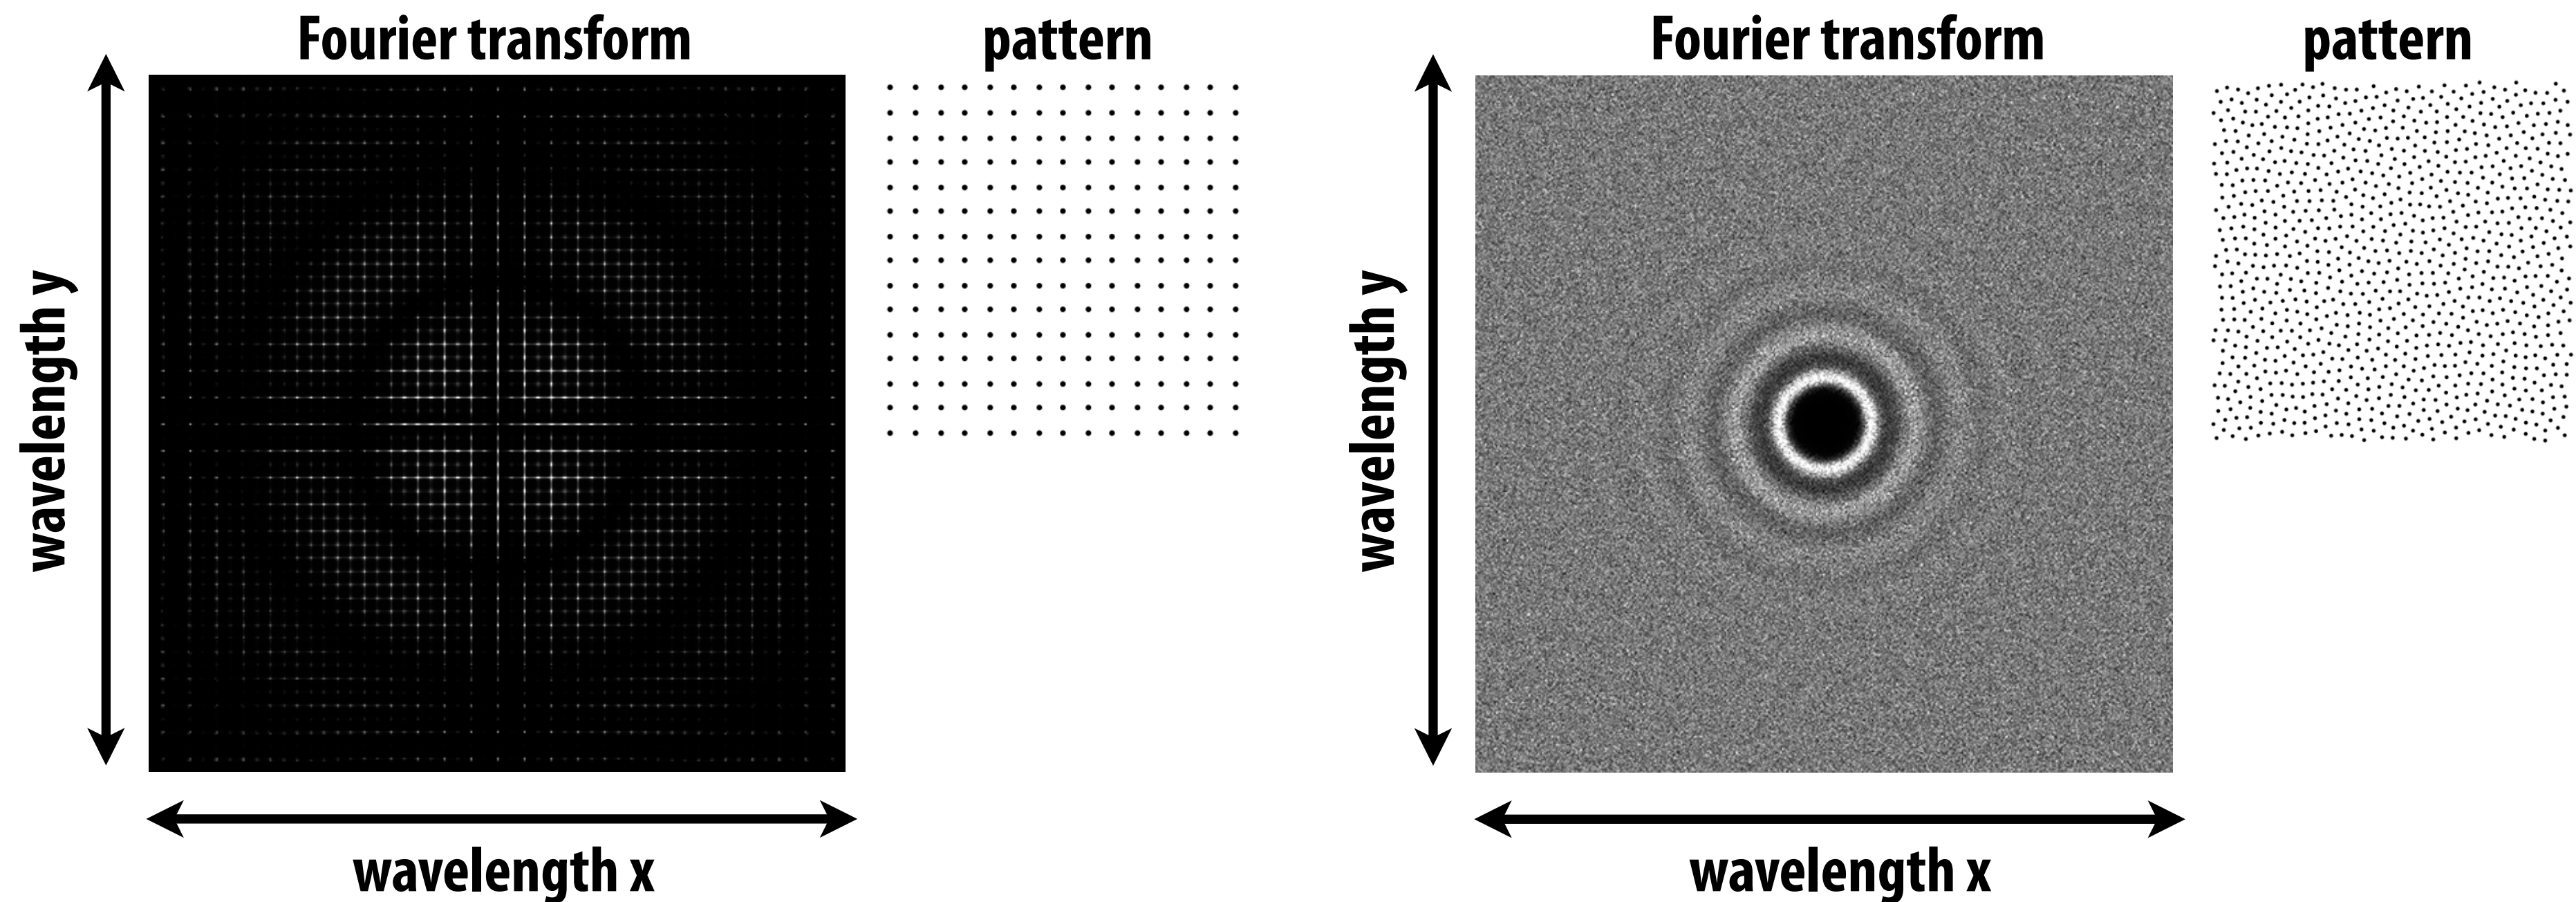 Fourier transform
pattern
wavelength y
wavelength x
Fourier transform
pattern
wavelength y
wavelength x